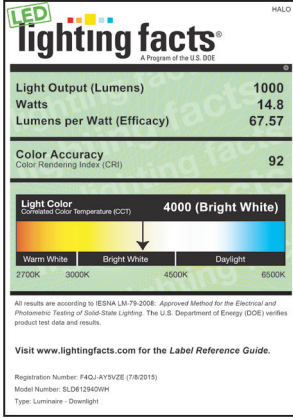 HALO
LED
lighting facts®
A Program of the U.S. DOE
Light Output (Lumens) 1000
Watts 14.8
Lumens per Watt (Efficacy) 67.57
Color Accuracy
Color Rendering Index (CRI) 92
Light Color
Correlated Color Temperature (CCT) 4000 (Bright White)
Warm White Bright White Daylight
2700K 3000K 4500K 6500K
All results are according to IESNA LM-79-2008: Approved Method for the Electrical and
Photometric Testing of Solid-State Lighting. The U.S. Department of Energy (DOE) verifies
product test data and results.
Visit www.lightingfacts.com for the Label Reference Guide.
Registration Number: F4QJ-AY5VZE (7/8/2015)
Model Number: SLD612940WH
Type: Luminaire - Downlight